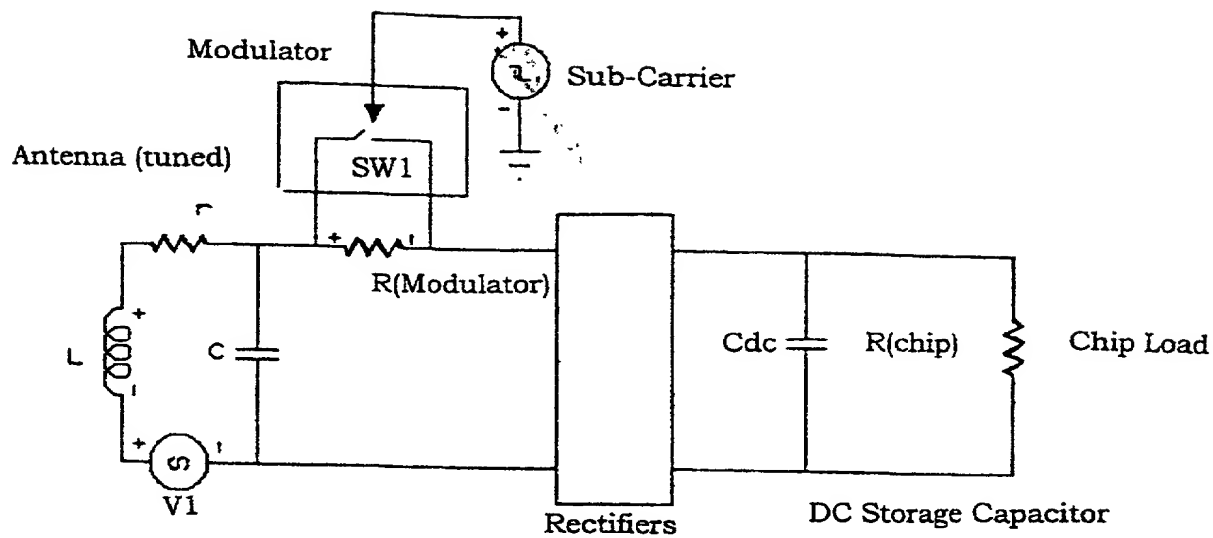 Modulator
Sub-Carrier
Antenna (tuned)
SW1
r
R(Modulator)
L
C
Cdc
R(chip)
Chip Load
V1
Rectifiers
DC Storage Capacitor